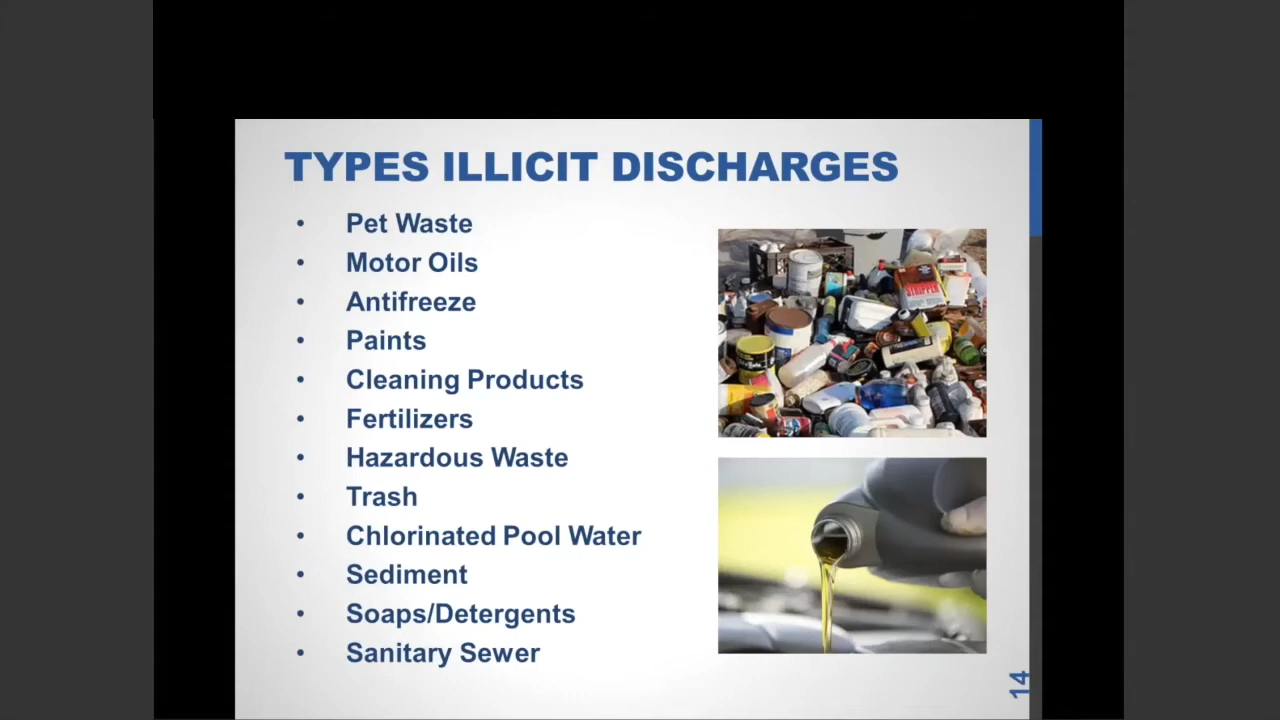 TYPES ILLICIT DISCHARGES
• Pet Waste
• Motor Oils
• Antifreeze
• Paints
• Cleaning Products
• Fertilizers
• Hazardous Waste
• Trash
• Chlorinated Pool Water
• Sediment
• Soaps/Detergents
• Sanitary Sewer
STRIPPER
14